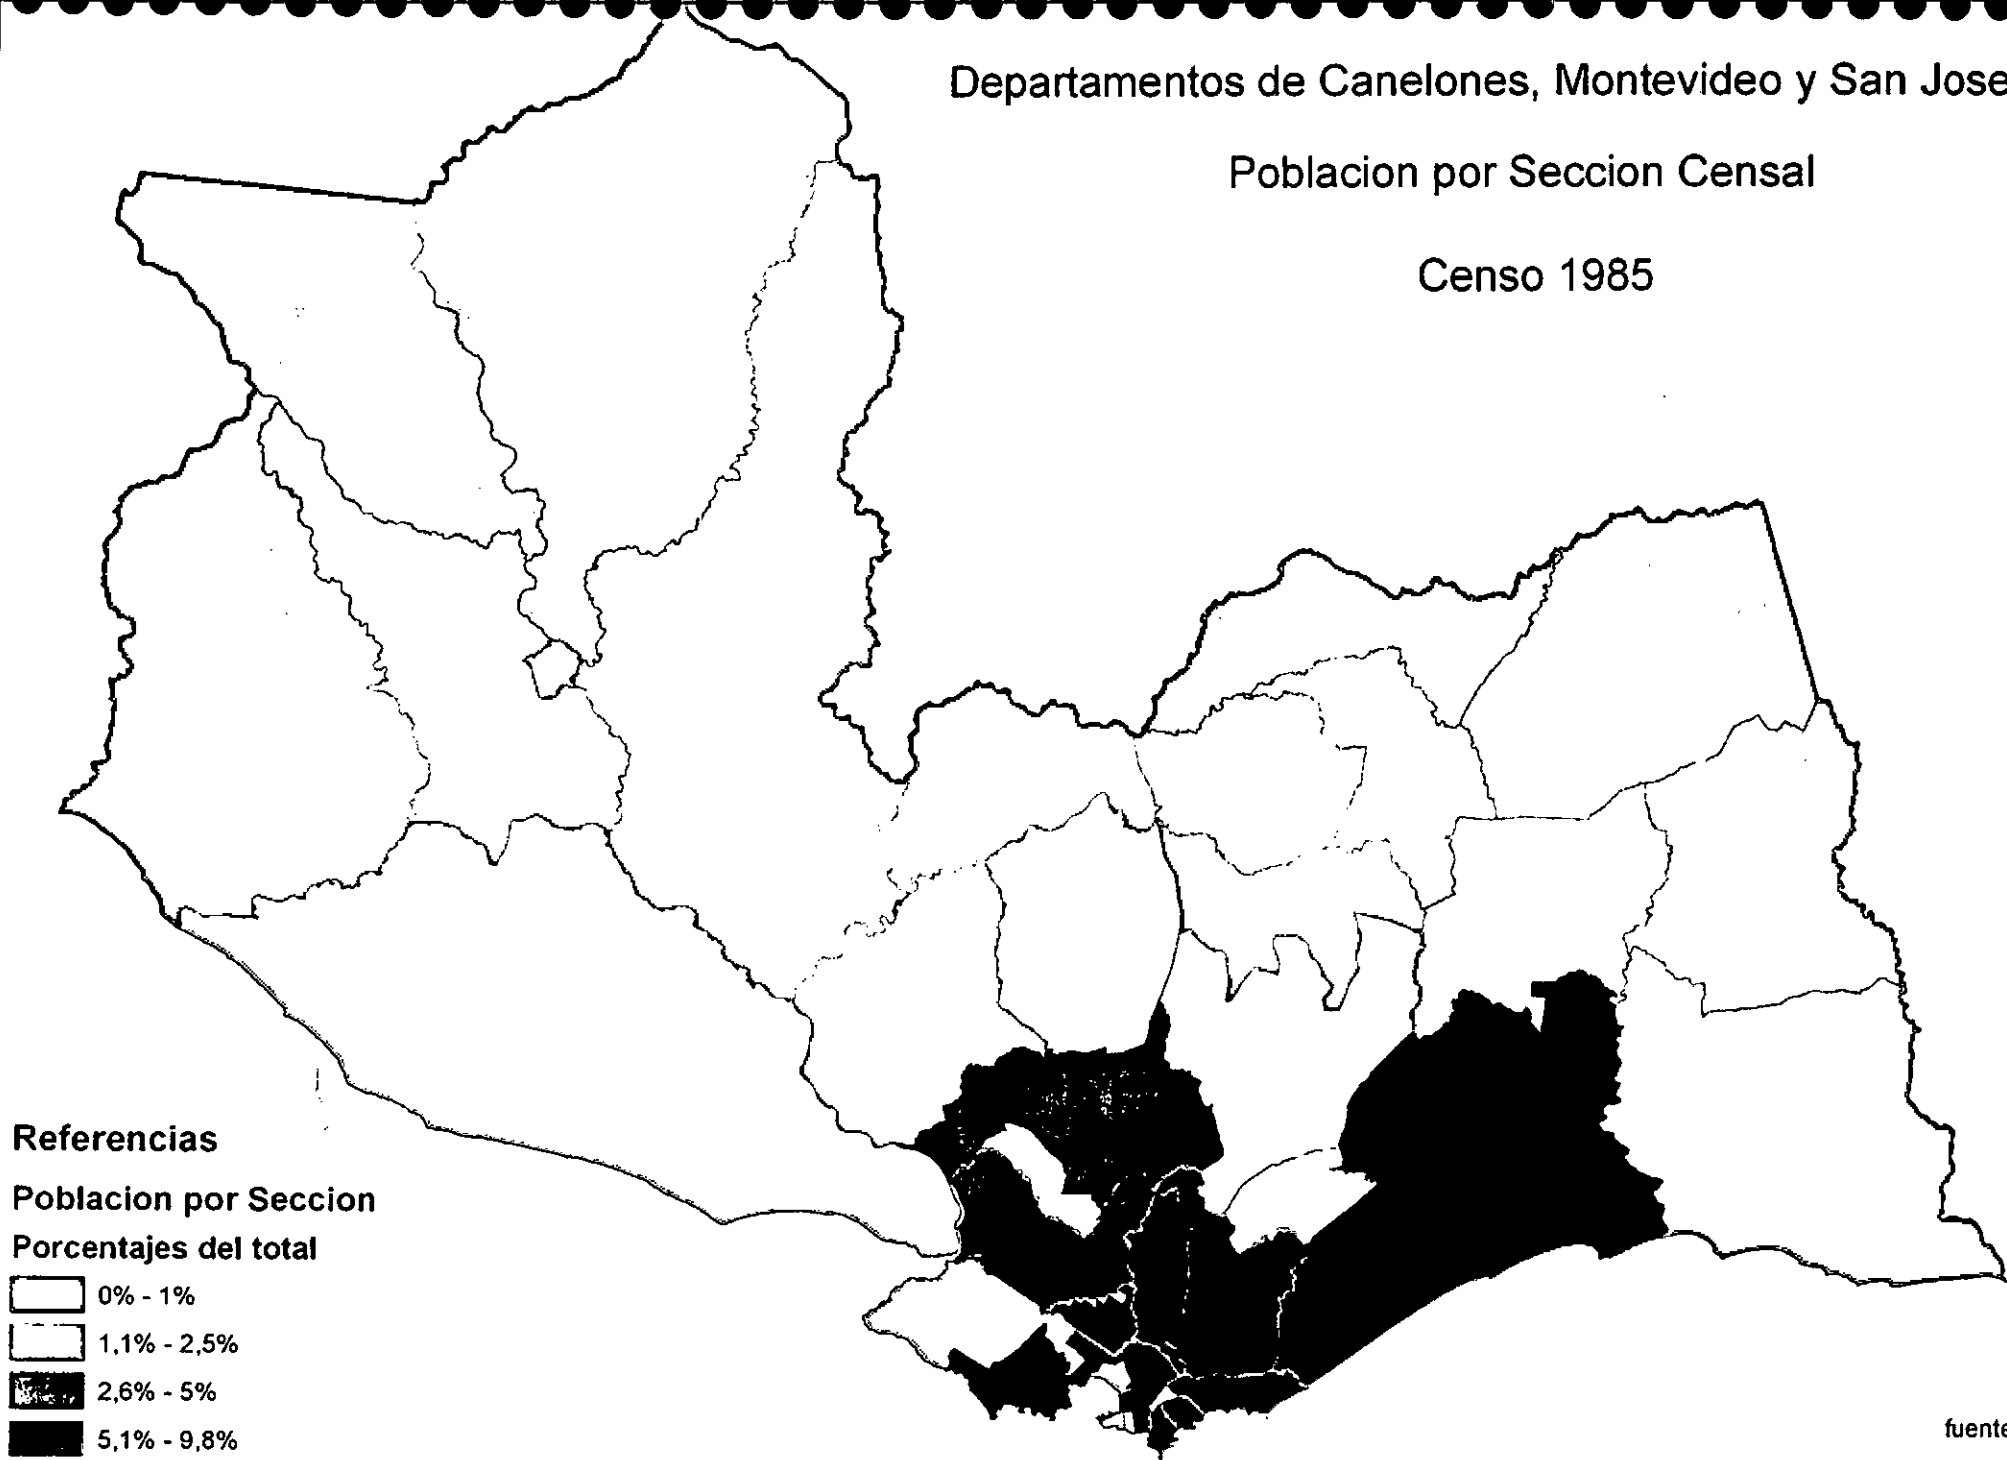 Departamentos de Canelones, Montevideo y San Jose
Poblacion por Seccion Censal
Censo 1985
Referencias
Poblacion por Seccion
Porcentajes del total
0% - 1%
1,1% - 2,5%
2,6% - 5%
5,1% - 9,8%
fuente